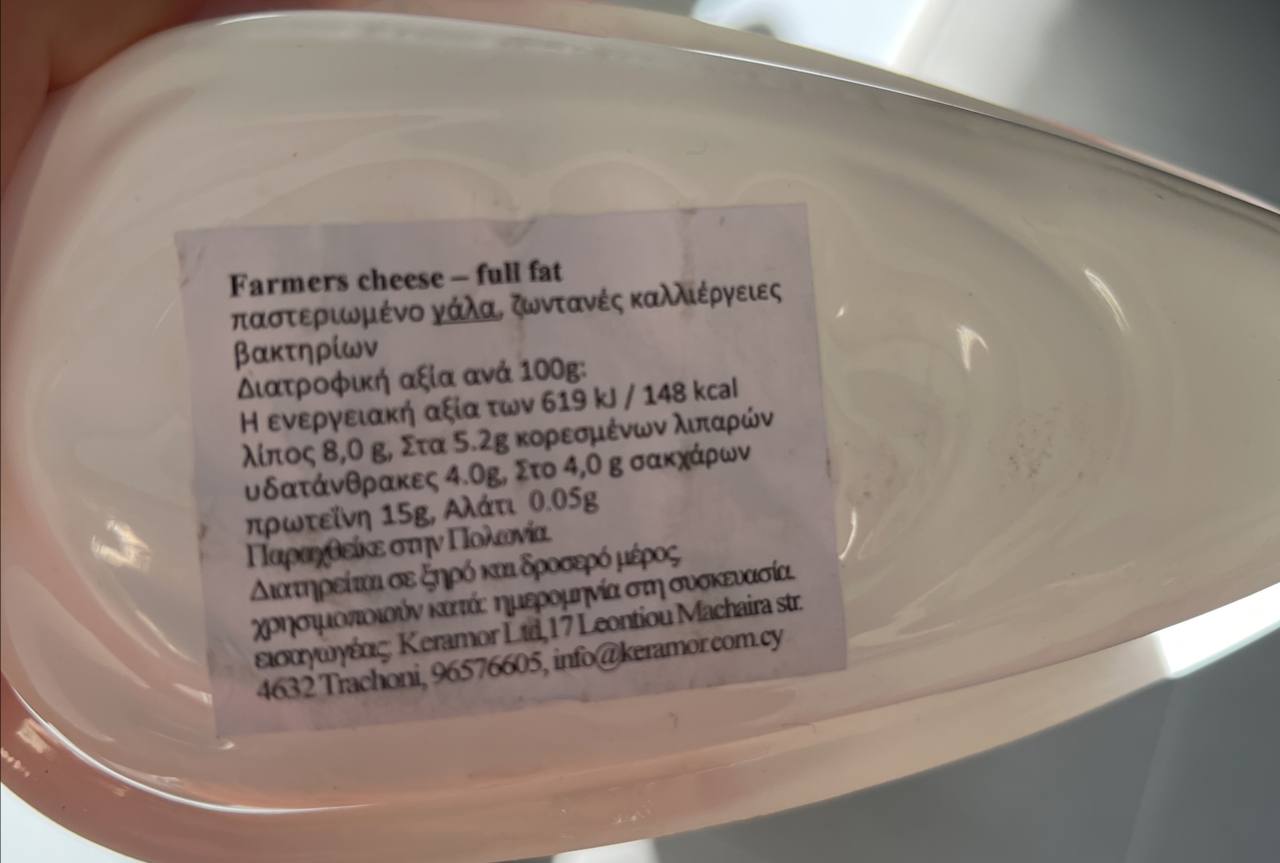 Farmers cheese – full fat
παστεριωμένο γάλα, ζωντανές καλλιέργειες
βακτηρίων
Διατροφική αξία ανά 100g:
Η ενεργειακή αξία των 619 kJ / 148 kcal
λίπος 8,0 g, Στα 5.2g κορεσμένων λιπαρών
υδατάνθρακες 4.0g, Στο 4,0 g σακχάρων
πρωτεΐνη 15g, Αλάτι 0.05g
Παραχθείκε στην Πολωνία.
Διατηρείται σε ξηρό και δροσερό μέρος,
χρησιμοποιούν κατά: ημερομηνία στη συσκευασία.
εισαγωγέας: Keramor Ltd,17 Leontiou Machaira str.
4632 Trachoni, 96576605, info@keramor.com.cy